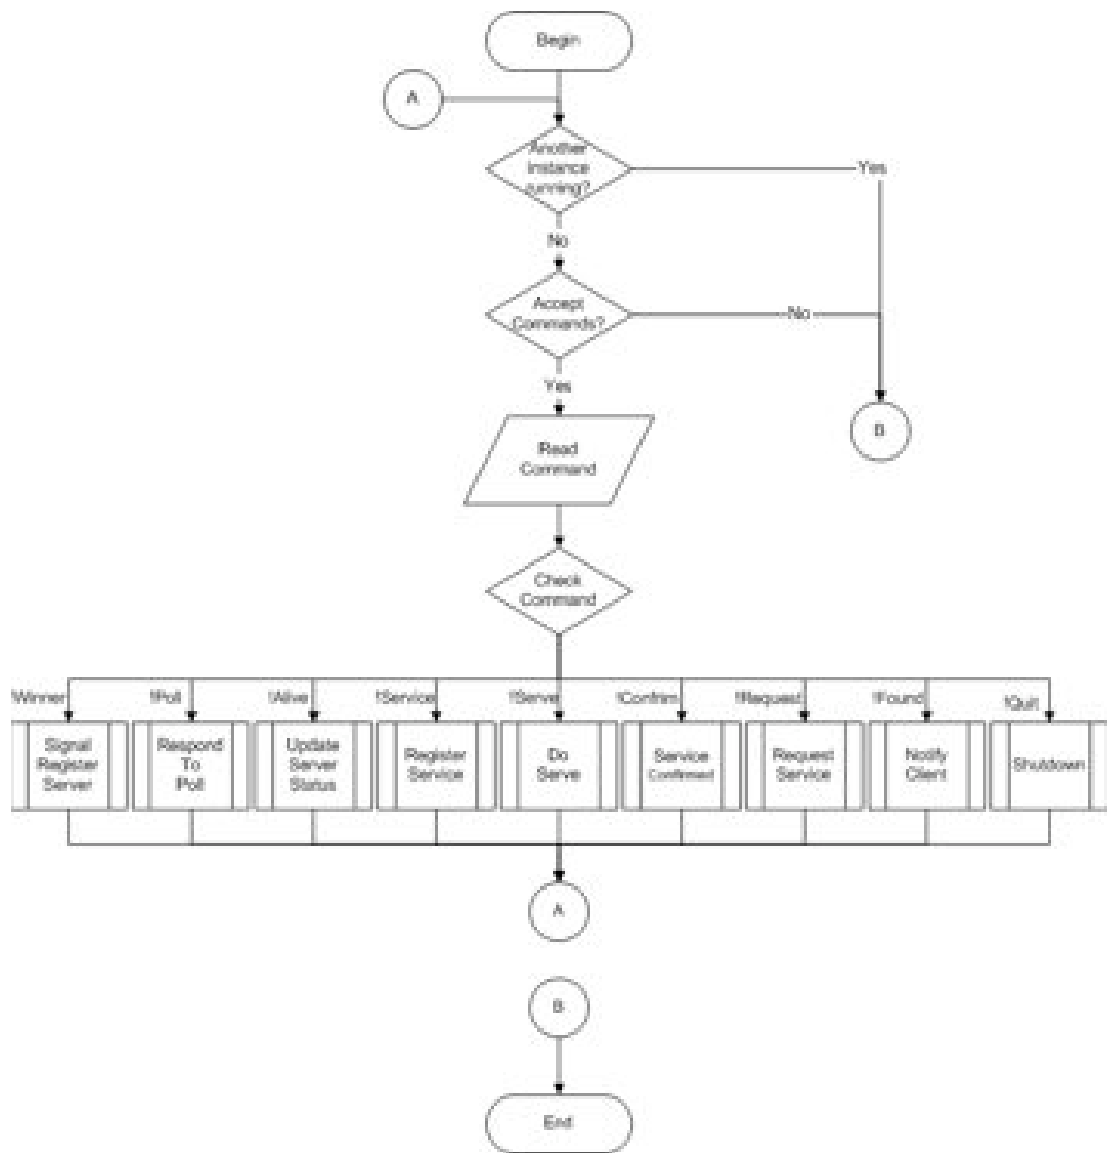 Begin
A
Another
instance
running?
Yes
No
Accept
Commands?
No
Yes
B
Read
Command
Check
Command
!Winner
!Poll
!Alive
!Service
!Serve
!Confirm
!Request
!Found
!Quit
Signal
Register
Server
Respond
To
Poll
Update
Server
Status
Register
Service
Do
Serve
Service
Confirmed
Request
Service
Notify
Client
Shutdown
A
B
End